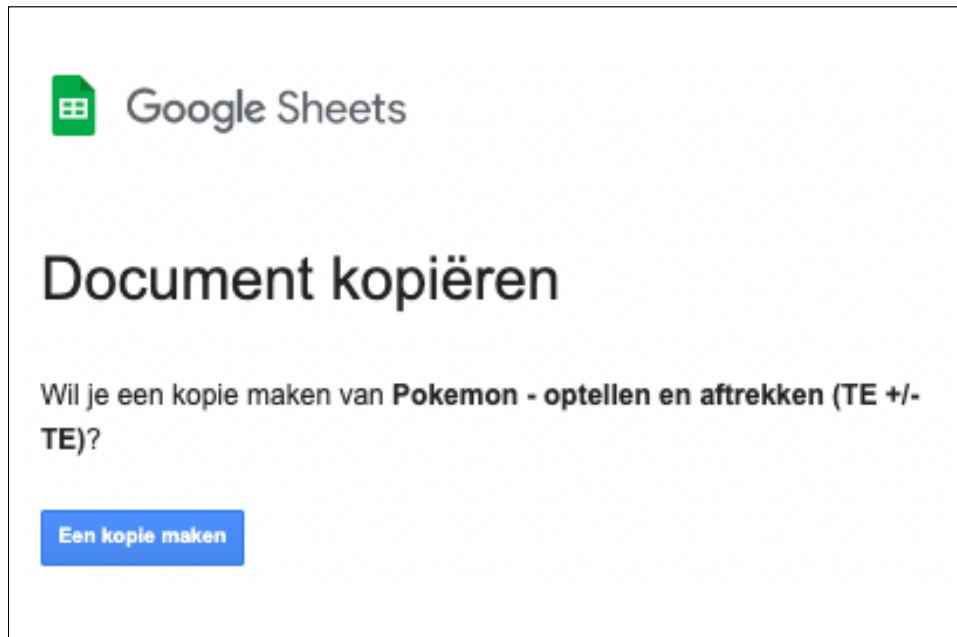 Google Sheets
Document kopiëren
Wil je een kopie maken van Pokemon - optellen en aftrekken (TE +/-
TE)?
Een kopie maken